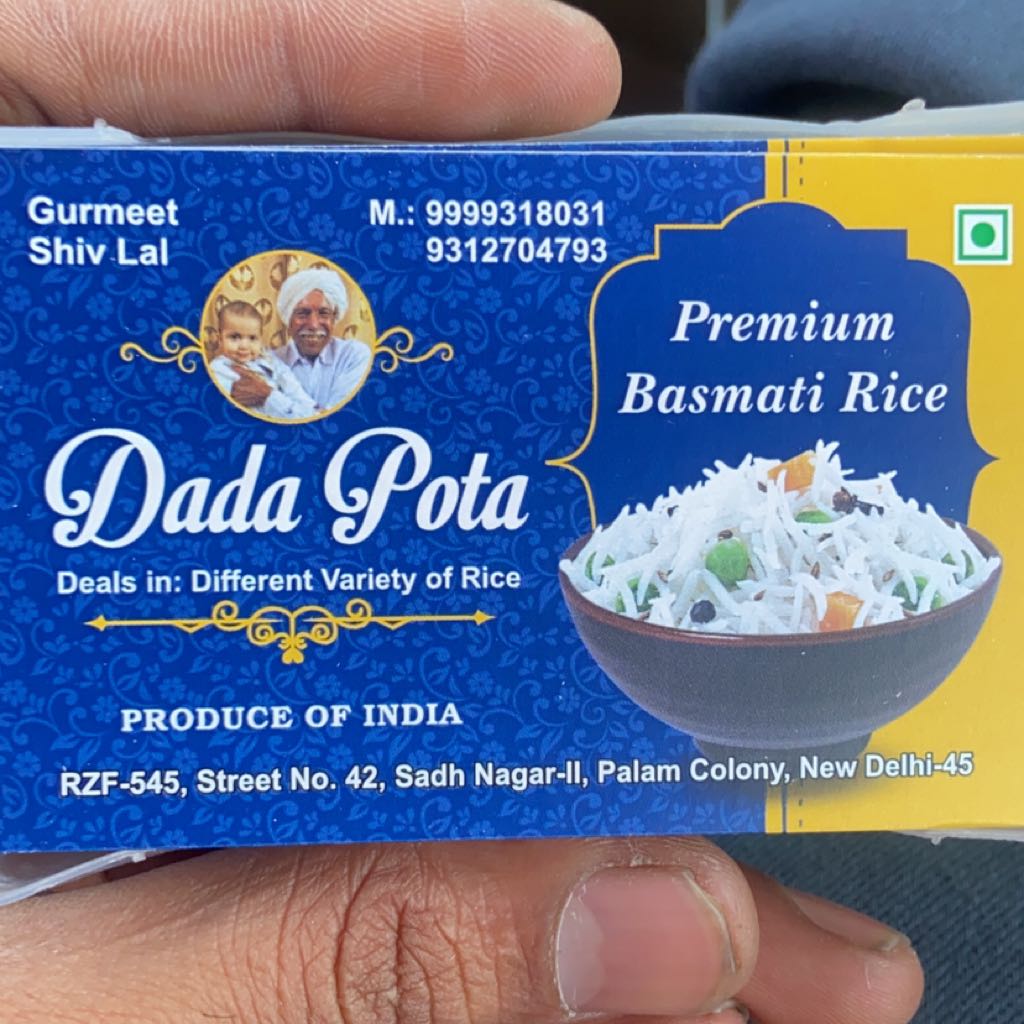 Gurmeet
Shiv Lal
M.: 9999318031
9312704793
Dada Pota
Deals in: Different Variety of Rice
PRODUCE OF INDIA
Premium
Basmati Rice
RZF-545, Street No. 42, Sadh Nagar-II, Palam Colony, New Delhi-45